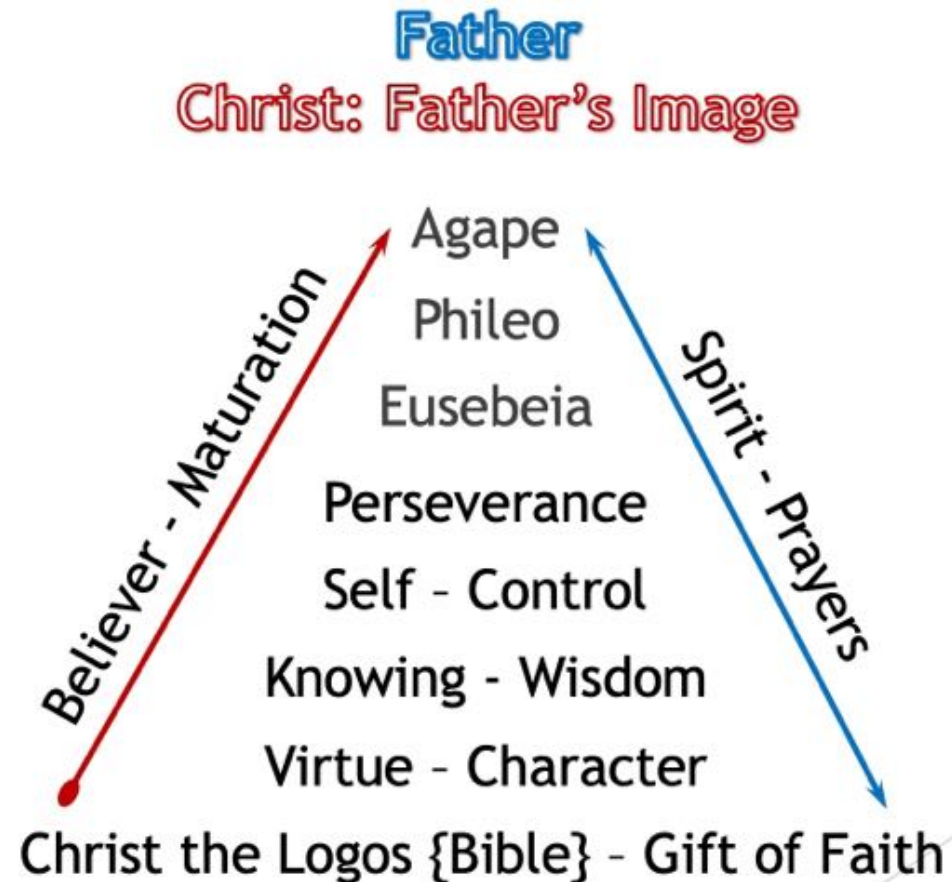 Father
Christ: Father’s Image
Agape
Phileo
Eusebeia
Perseverance
Self – Control
Knowing - Wisdom
Virtue – Character
Christ the Logos {Bible} – Gift of Faith
Believer - Maturation
Spirit - Prayers